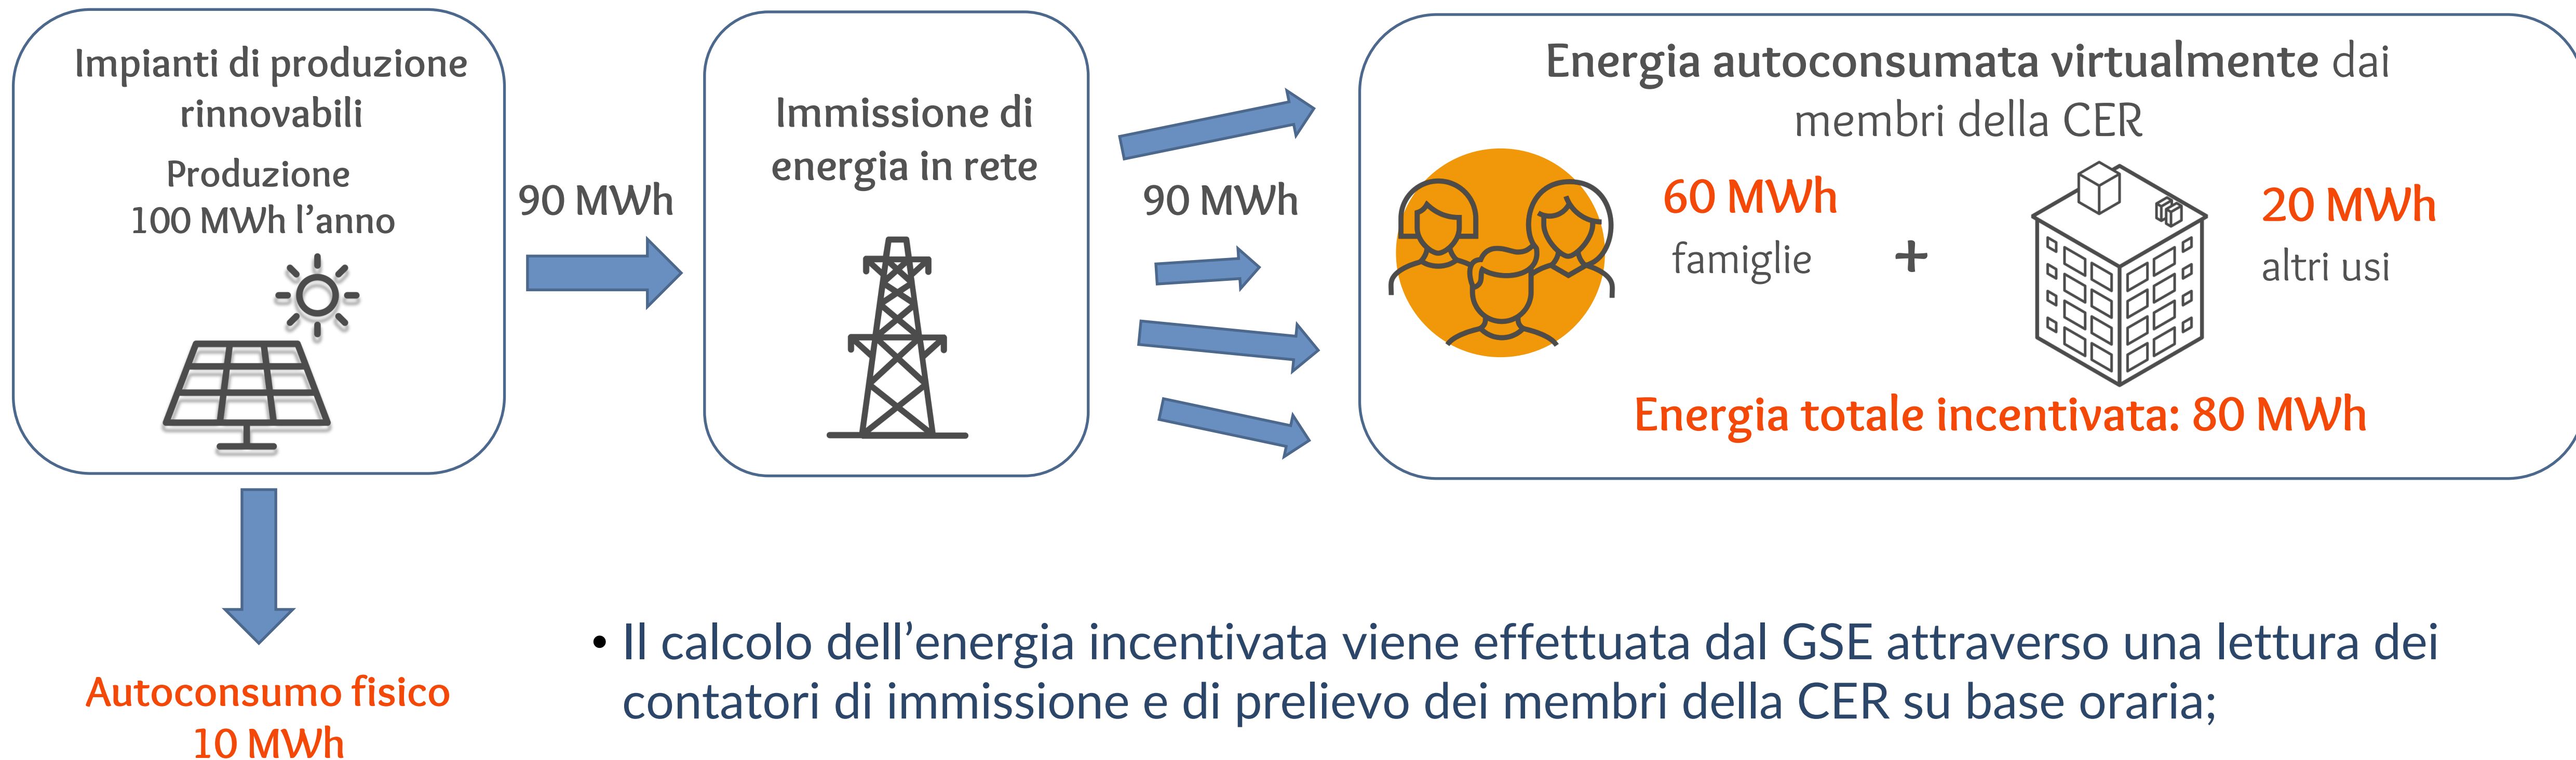 Impianti di produzione
rinnovabili
Produzione
100 MWh l’anno
90 MWh
Immissione di
energia in rete
90 MWh
Energia autoconsumata virtualmente dai
membri della CER
60 MWh
famiglie
+
20 MWh
altri usi
Energia totale incentivata: 80 MWh
Autoconsumo fisico
10 MWh
• Il calcolo dell’energia incentivata viene effettuata dal GSE attraverso una lettura dei
contatori di immissione e di prelievo dei membri della CER su base oraria;